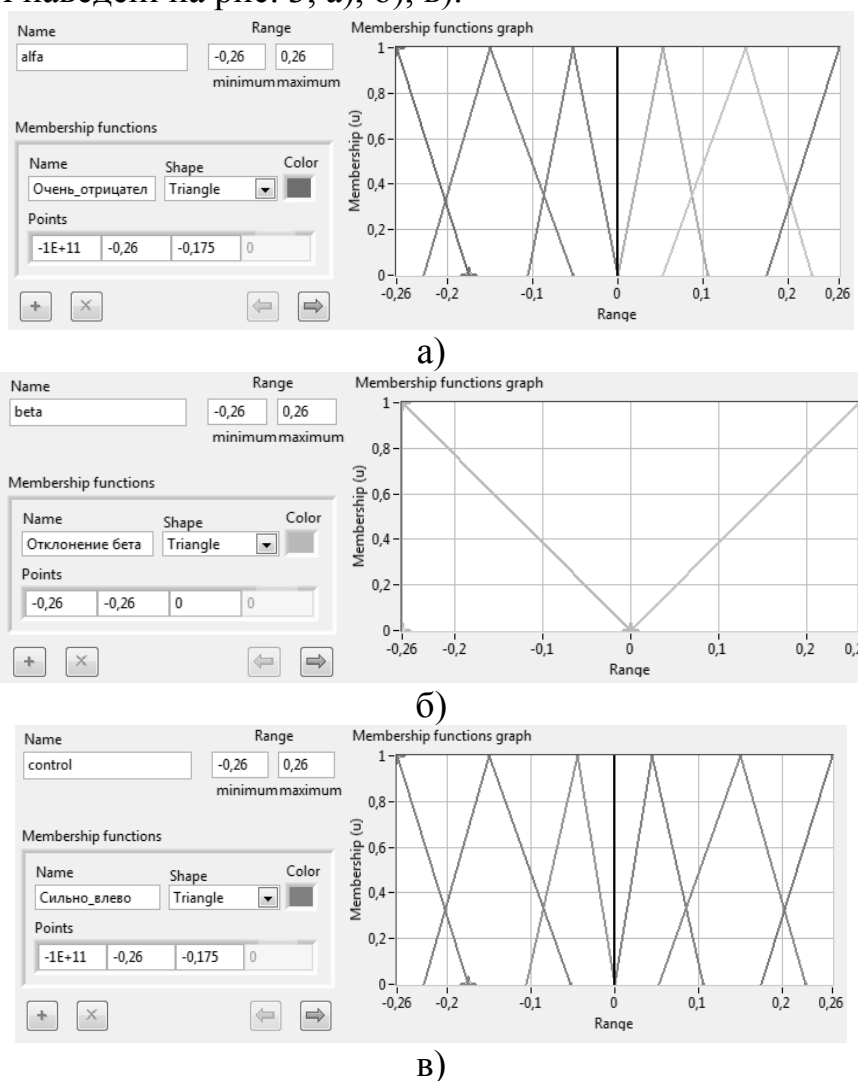 наведені на рис. 3, а), б), в).
Name
Range
Membership functions graph
alfa
-0,26
0,26
minimum maximum
Membership functions
Name
Shape
Color
Очень_отрицател
Triangle
Points
-1E+11
-0,26
-0,175
0
Membership (u)
1
0,8
0,6
0,4
0,2
0
-0,26
-0,2
-0,1
0
0,1
0,2
0,26
Range
а)
Name
Range
Membership functions graph
beta
-0,26
0,26
minimum maximum
Membership functions
Name
Shape
Color
Отклонение бета
Triangle
Points
-0,26
-0,26
0
0
Membership (u)
1
0,8
0,6
0,4
0,2
0
-0,26
-0,2
-0,1
0
0,1
0,2
Range
б)
Name
Range
Membership functions graph
control
-0,26
0,26
minimum maximum
Membership functions
Name
Shape
Color
Сильно_влево
Triangle
Points
-1E+11
-0,26
-0,175
0
Membership (u)
1
0,8
0,6
0,4
0,2
0
-0,26
-0,2
-0,1
0
0,1
0,2
0,26
Range
в)